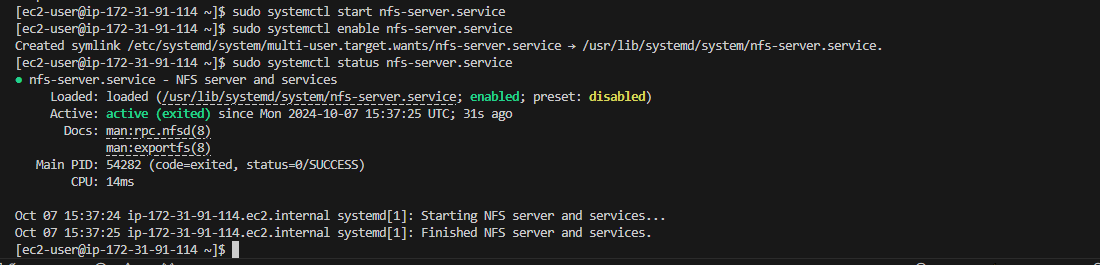 [ec2-user@ip-172-31-91-114 ~]$ sudo systemctl start nfs-server.service
[ec2-user@ip-172-31-91-114 ~]$ sudo systemctl enable nfs-server.service
Created symlink /etc/systemd/system/multi-user.target.wants/nfs-server.service → /usr/lib/systemd/system/nfs-server.service.
[ec2-user@ip-172-31-91-114 ~]$ sudo systemctl status nfs-server.service
● nfs-server.service - NFS server and services
     Loaded: loaded (/usr/lib/systemd/system/nfs-server.service; enabled; preset: disabled)
     Active: active (exited) since Mon 2024-10-07 15:37:25 UTC; 31s ago
       Docs: man:rpc.nfsd(8)
             man:exportfs(8)
   Main PID: 54282 (code=exited, status=0/SUCCESS)
        CPU: 14ms

Oct 07 15:37:24 ip-172-31-91-114.ec2.internal systemd[1]: Starting NFS server and services...
Oct 07 15:37:25 ip-172-31-91-114.ec2.internal systemd[1]: Finished NFS server and services.
[ec2-user@ip-172-31-91-114 ~]$